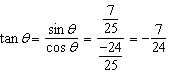 tan θ = sin θ / cos θ = (7/25) / (-24/25) = -7/24